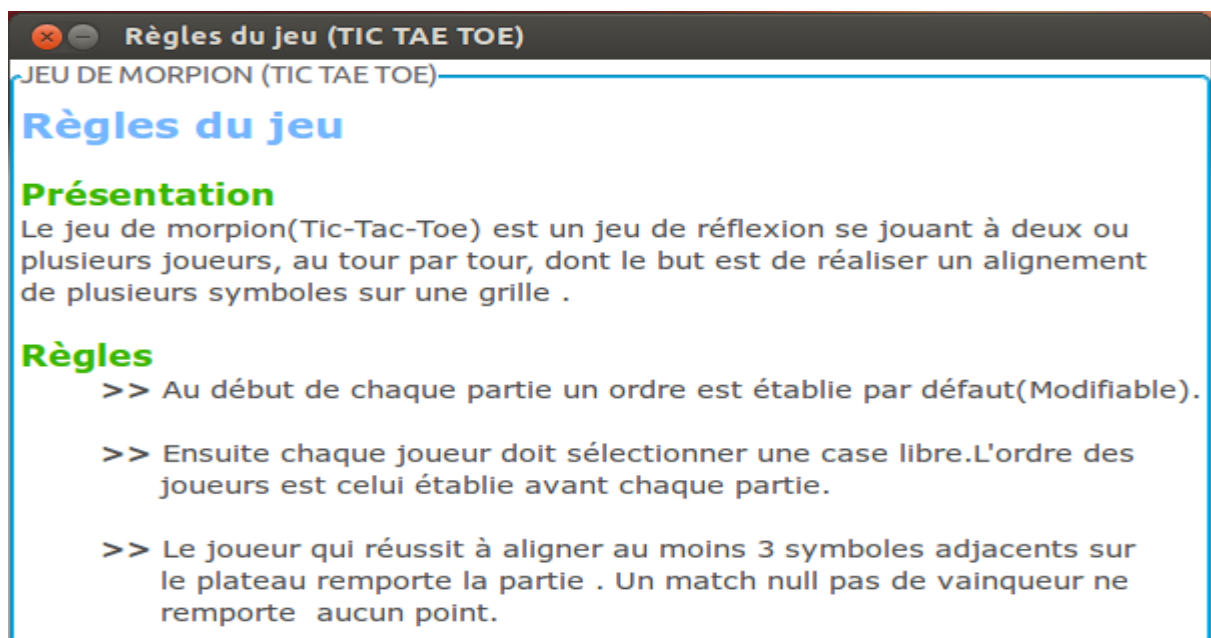 Règles du jeu (TIC TAE TOE)
JEU DE MORPION (TIC TAE TOE)
Règles du jeu
Présentation
Le jeu de morpion(Tic-Tac-Toe) est un jeu de réflexion se jouant à deux ou
plusieurs joueurs, au tour par tour, dont le but est de réaliser un alignement
de plusieurs symboles sur une grille .
Règles
>> Au début de chaque partie un ordre est établie par défaut(Modifiable).
>> Ensuite chaque joueur doit sélectionner une case libre.L'ordre des
joueurs est celui établie avant chaque partie.
>> Le joueur qui réussit à aligner au moins 3 symboles adjacents sur
le plateau remporte la partie . Un match null pas de vainqueur ne
remporte  aucun point.